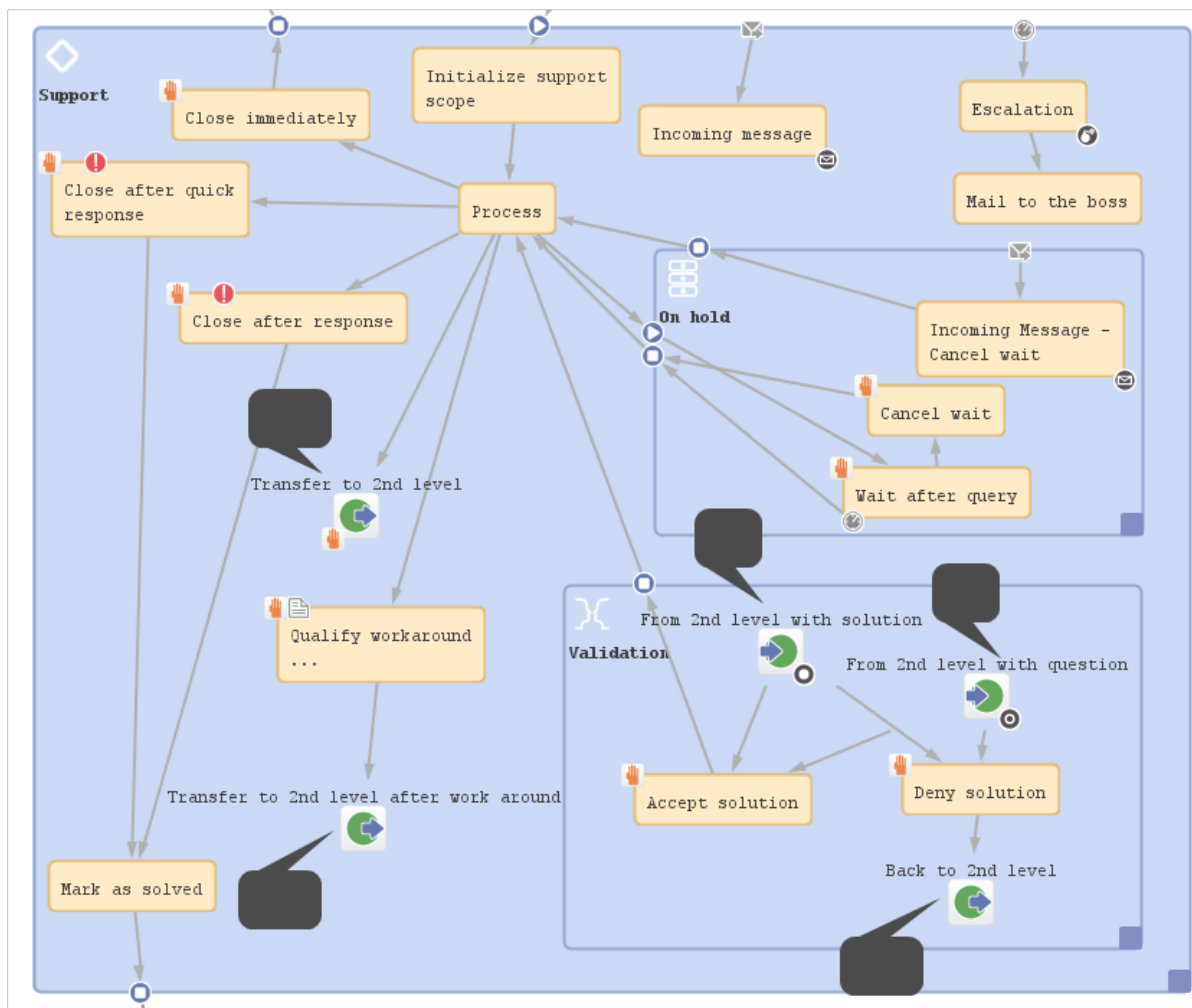 Support
Initialize support
scope
Close immediately
Incoming message
Escalation
Close after quick
response
Process
Mail to the boss
On hold
Close after response
Incoming Message -
Cancel wait
Cancel wait
Transfer to 2nd level
Wait after query
From 2nd level with solution
Qualify workaround
...
Validation
From 2nd level with question
Transfer to 2nd level after work around
Accept solution
Deny solution
Back to 2nd level
Mark as solved